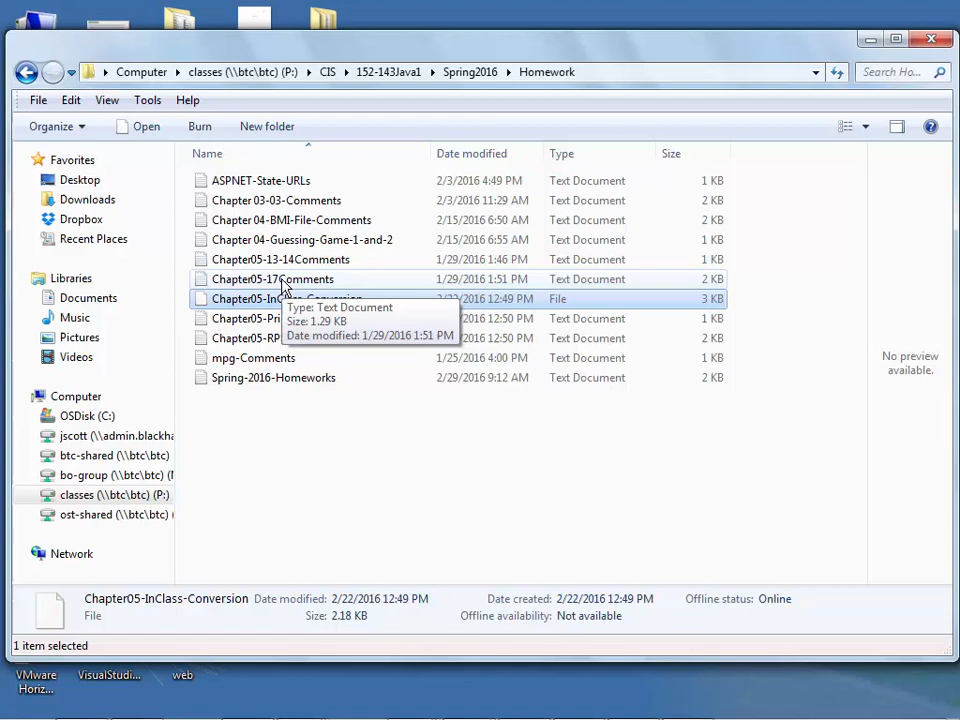 Computer classes (\\btc\btc) (P:) CIS 152-143Java1 Spring2016 Homework Search Ho...
File Edit View Tools Help
Organize Open Burn New folder
Name Date modified Type Size
ASPNET-State-URLs 2/3/2016 4:49 PM Text Document 1 KB
Chapter 03-03-Comments 2/3/2016 11:29 AM Text Document 2 KB
Chapter 04-BMI-File-Comments 2/15/2016 6:50 AM Text Document 2 KB
Chapter 04-Guessing-Game-1-and-2 2/15/2016 6:55 AM Text Document 1 KB
Chapter05-13-14Comments 1/29/2016 1:46 PM Text Document 1 KB
Chapter05-17Comments 1/29/2016 1:51 PM Text Document 2 KB
Chapter05-InClass-Conversion 2/22/2016 12:49 PM File 3 KB
Chapter05-Pri 12:50 PM Text Document 2 KB
Chapter05-RP 12:50 PM Text Document 2 KB
mpg-Comments 1/25/2016 4:00 PM Text Document 1 KB
Spring-2016-Homeworks 2/29/2016 9:12 AM Text Document 2 KB
Type: Text Document
Size: 1.29 KB
Date modified: 1/29/2016 1:51 PM
Favorites
Desktop
Downloads
Dropbox
Recent Places
Libraries
Documents
Music
Pictures
Videos
Computer
OSDisk (C:)
jscott (\\admin.blackha
btc-shared (\\btc\btc)
bo-group (\\btc\btc) (
classes (\\btc\btc) (P:)
ost-shared (\\btc\btc) (
Network
No preview
available.
Chapter05-InClass-Conversion Date modified: 2/22/2016 12:49 PM Date created: 2/22/2016 12:49 PM Offline status: Online
File Size: 2.18 KB Offline availability: Not available
1 item selected
VMware
Horiz...
VisualStudi...
web